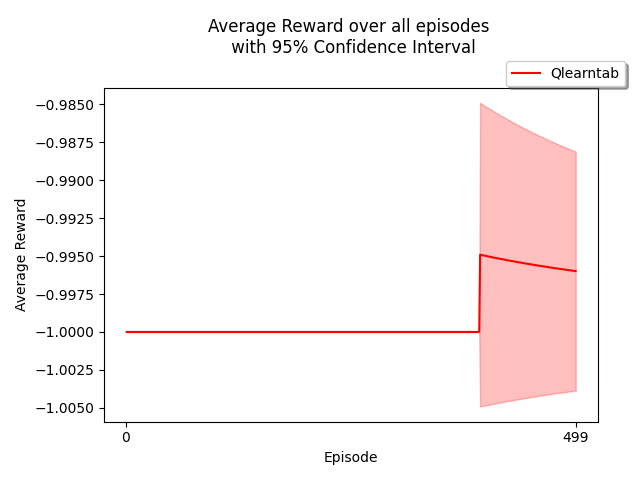 Average Reward over all episodes
with 95% Confidence Interval
Qlearntab
−0.9850
−0.9875
−0.9900
−0.9925
−0.9950
−0.9975
−1.0000
−1.0025
−1.0050
Average Reward
0
499
Episode